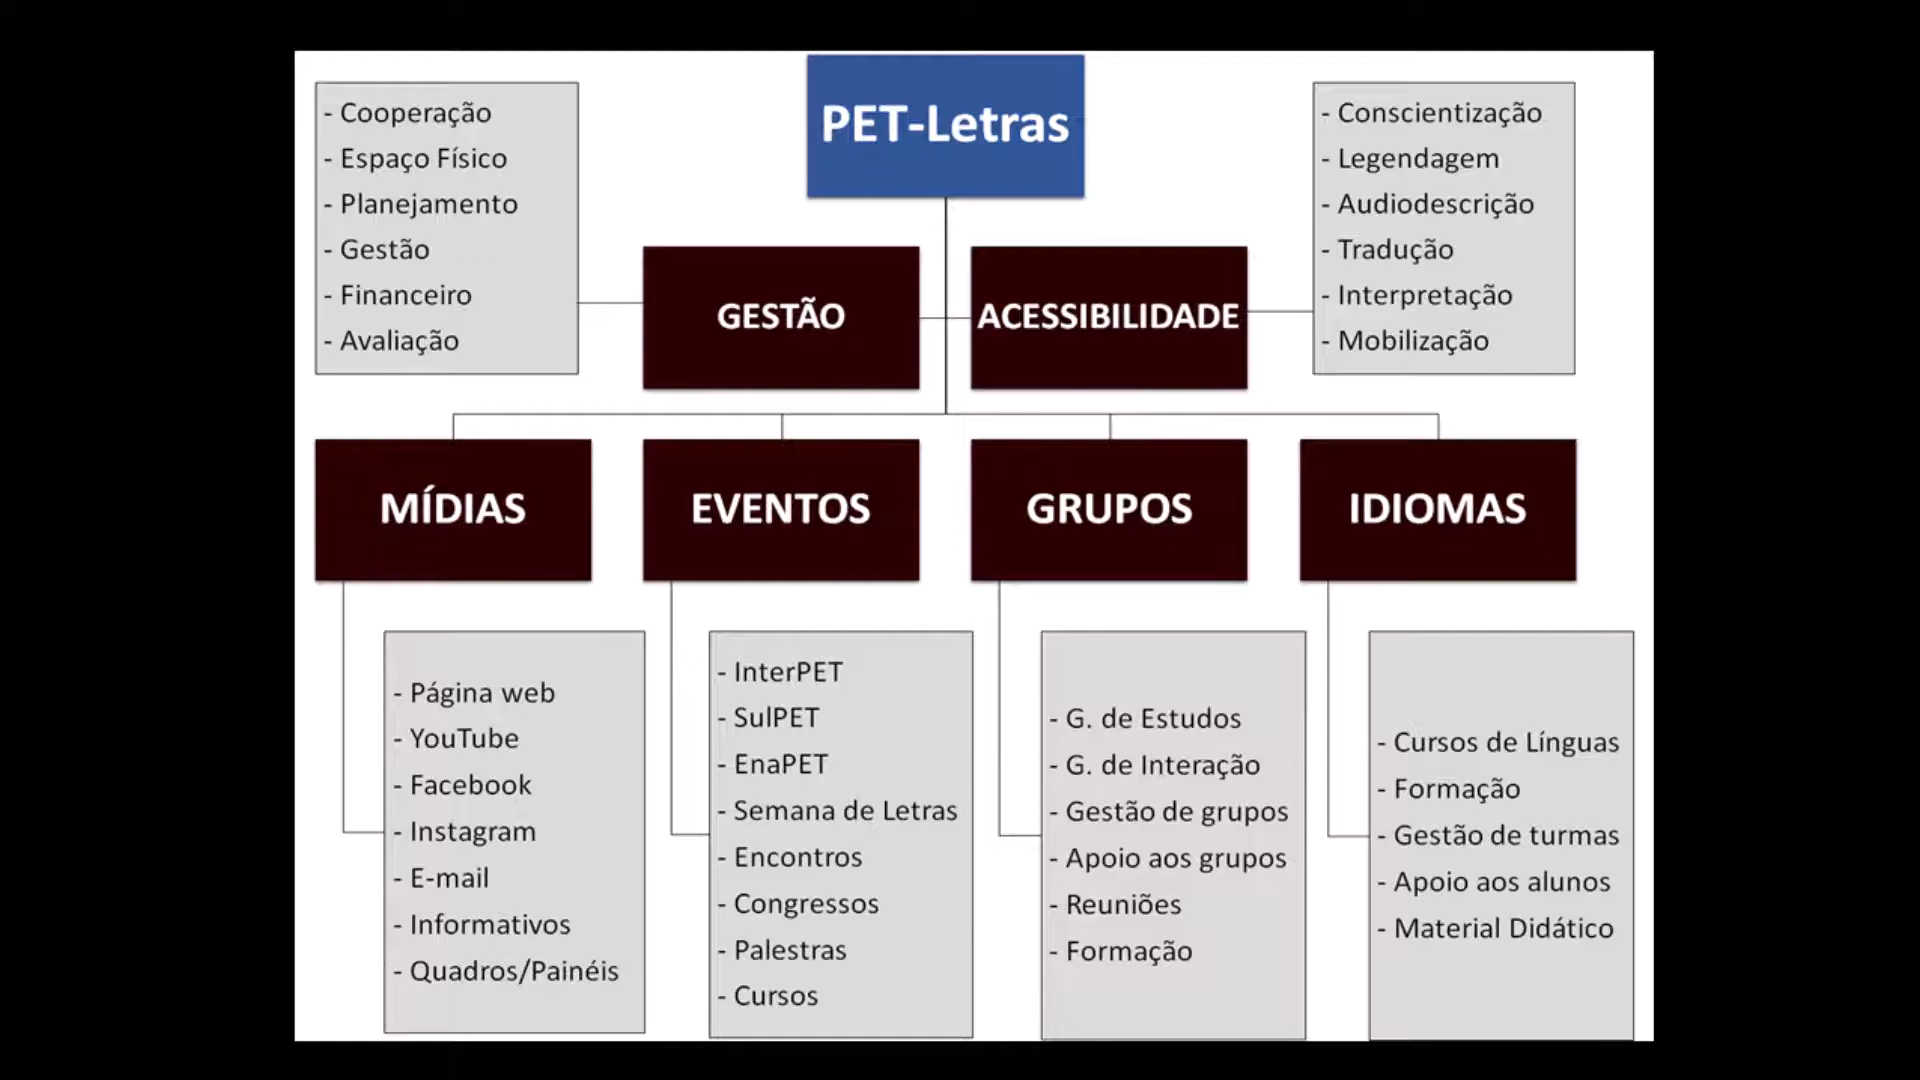 PET-Letras
- Cooperação
- Espaço Físico
- Planejamento
- Gestão
- Financeiro
- Avaliação
GESTÃO
ACESSIBILIDADE
- Conscientização
- Legendagem
- Audiodescrição
- Tradução
- Interpretação
- Mobilização
MÍDIAS
EVENTOS
GRUPOS
IDIOMAS
- Página web
- YouTube
- Facebook
- Instagram
- E-mail
- Informativos
- Quadros/Painéis
- InterPET
- SulPET
- EnaPET
- Semana de Letras
- Encontros
- Congressos
- Palestras
- Cursos
- G. de Estudos
- G. de Interação
- Gestão de grupos
- Apoio aos grupos
- Reuniões
- Formação
- Cursos de Línguas
- Formação
- Gestão de turmas
- Apoio aos alunos
- Material Didático